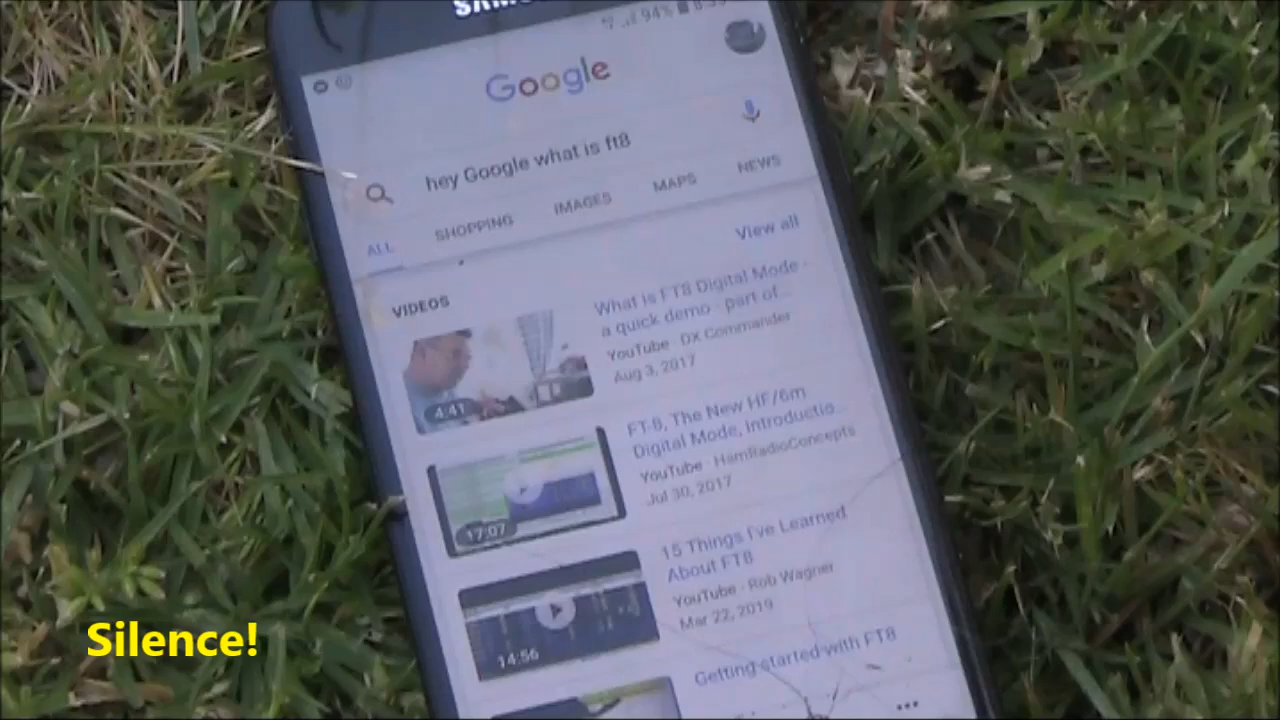 SAMS
94%
Google
hey Google what is ft8
ALL SHOPPING IMAGES MAPS NEWS
View all
VIDEOS
What is FT8 Digital Mode -
a quick demo - part of...
YouTube · DX Commander
Aug 3, 2017
4:41
FT-8, The New HF/6m
Digital Mode, Introductio...
YouTube · HamRadioConcepts
Jul 30, 2017
17:07
15 Things I've Learned
About FT8
YouTube · Rob Wagner
Mar 22, 2019
14:56
Getting started with FT8
Silence!